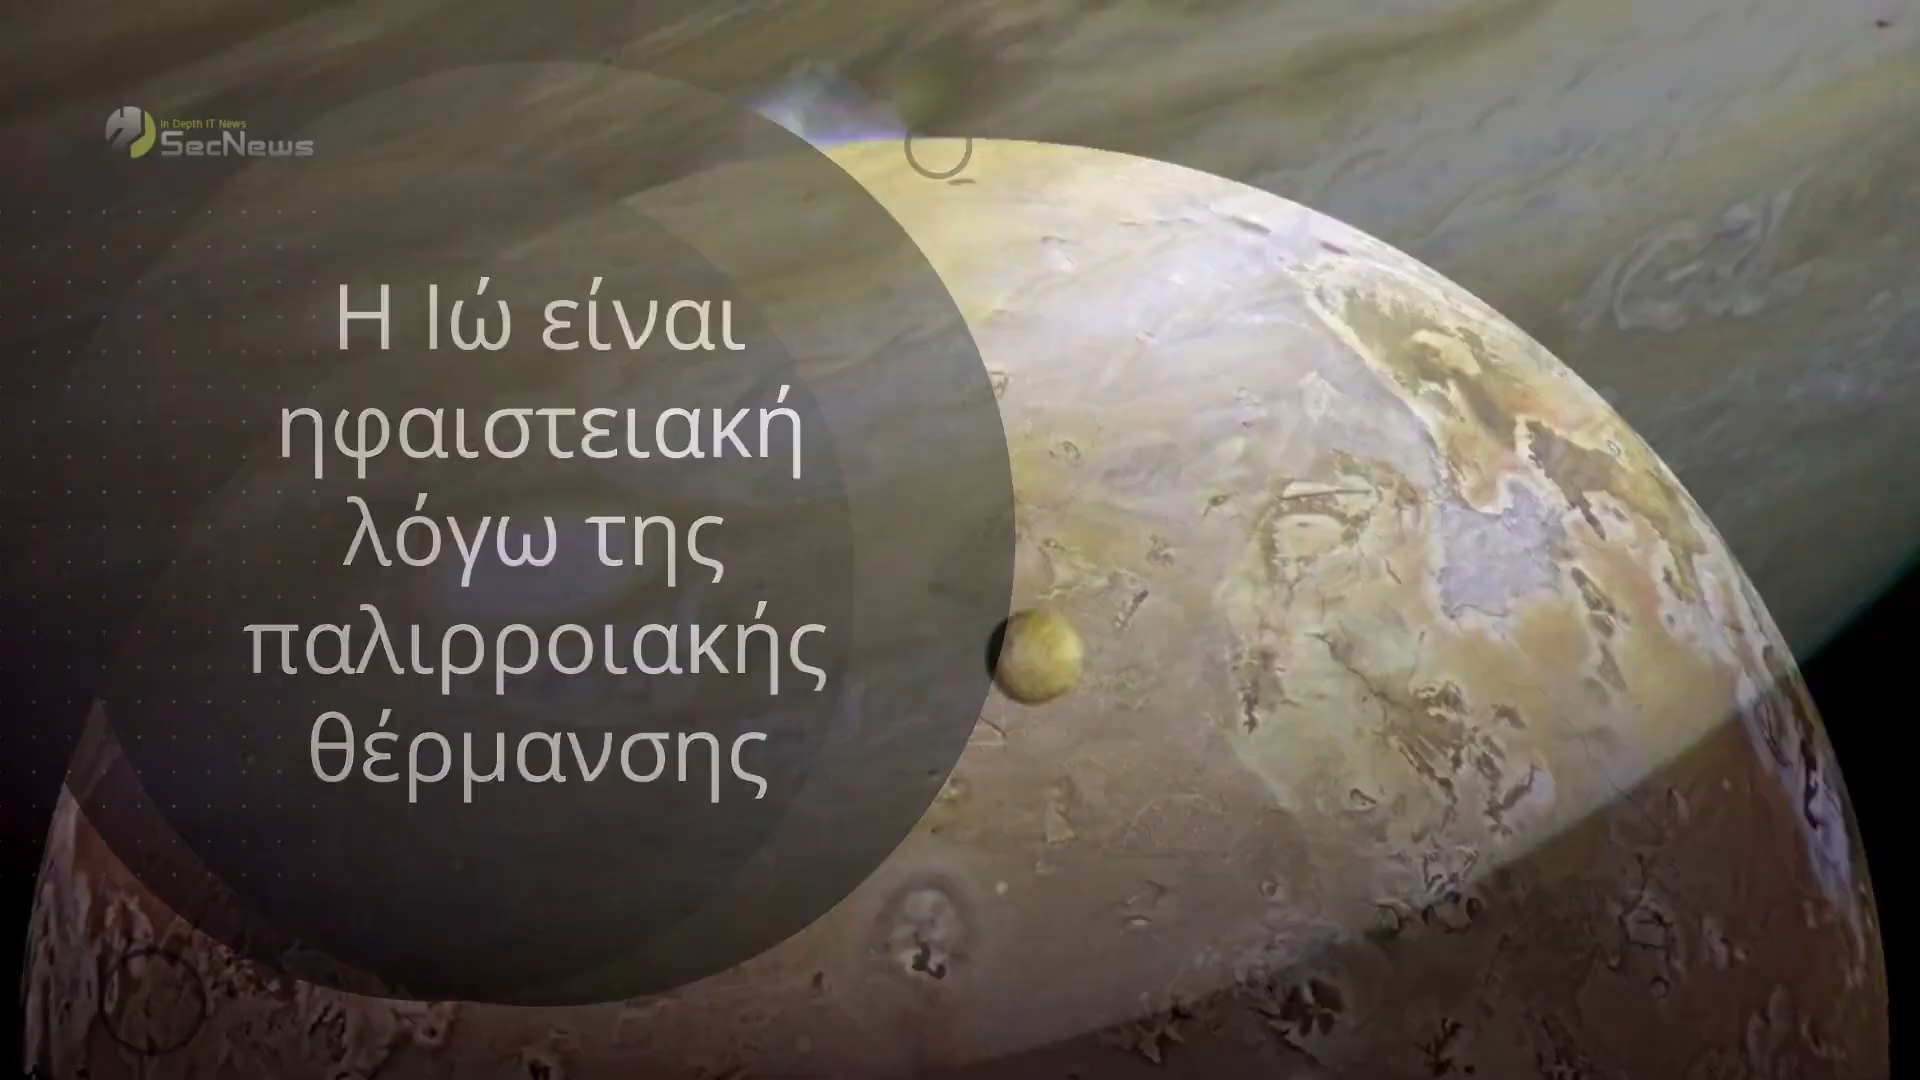 In Depth IT News
SecNews
Η Ιώ είναι
ηφαιστειακή
λόγω της
παλιρροιακής
θέρμανσης